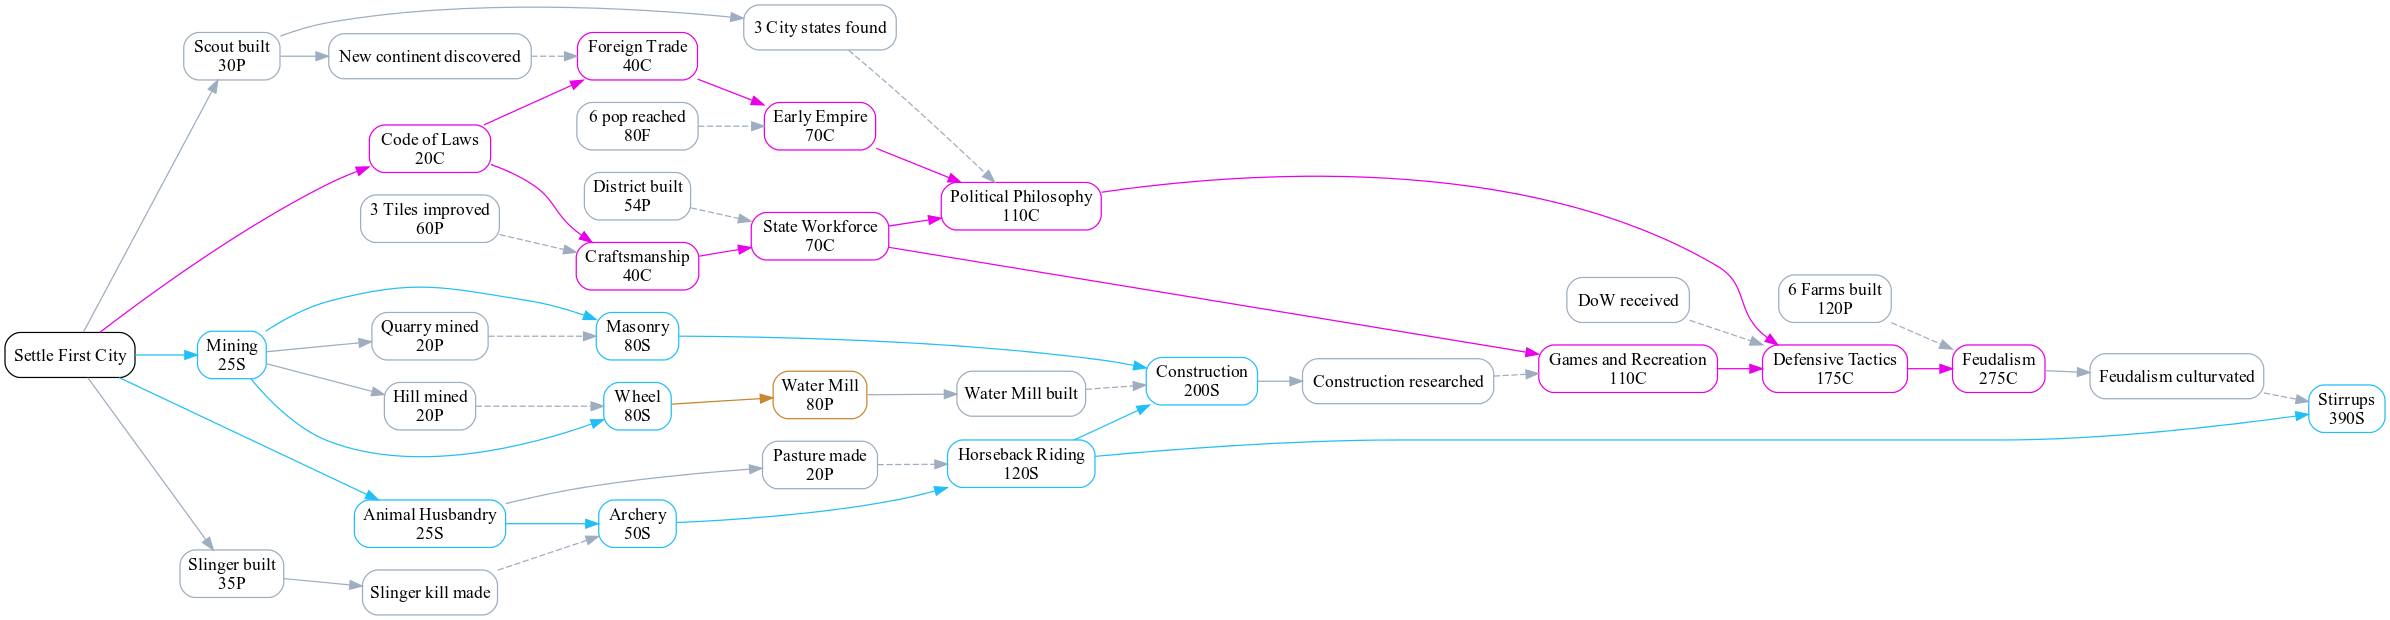 Scout built
30P
New continent discovered
3 City states found
Foreign Trade
40C
6 pop reached
80F
Early Empire
70C
Code of Laws
20C
3 Tiles improved
60P
District built
54P
State Workforce
70C
Political Philosophy
110C
Craftsmanship
40C
Settle First City
Mining
25S
Quarry mined
20P
Hill mined
20P
Masonry
80S
Wheel
80S
Water Mill
80P
Water Mill built
Construction
200S
Construction researched
Games and Recreation
110C
DoW received
Defensive Tactics
175C
6 Farms built
120P
Feudalism
275C
Feudalism culturvated
Stirrups
390S
Pasture made
20P
Horseback Riding
120S
Animal Husbandry
25S
Archery
50S
Slinger built
35P
Slinger kill made